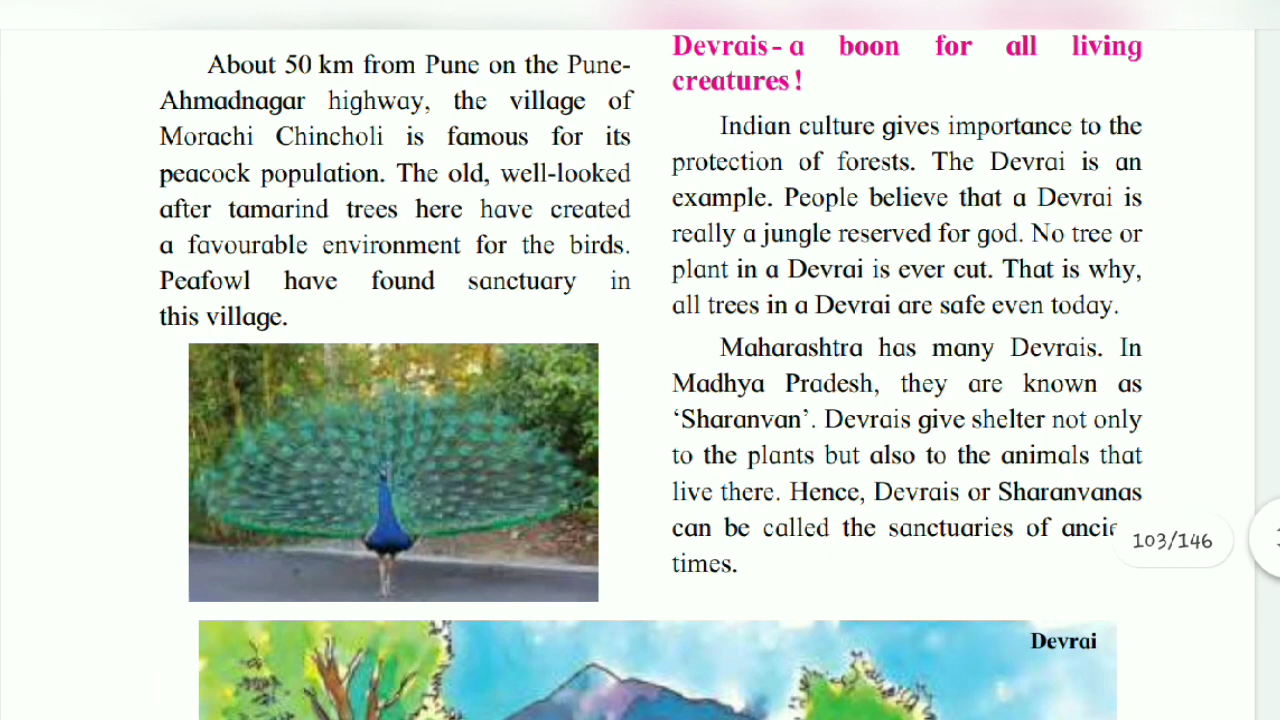 About 50 km from Pune on the Pune-
Ahmadnagar highway, the village of
Morachi Chincholi is famous for its
peacock population. The old, well-looked
after tamarind trees here have created
a favourable environment for the birds.
Peafowl have found sanctuary in
this village.
Devrais - a boon for all living
creatures !
Indian culture gives importance to the
protection of forests. The Devrai is an
example. People believe that a Devrai is
really a jungle reserved for god. No tree or
plant in a Devrai is ever cut. That is why,
all trees in a Devrai are safe even today.
Maharashtra has many Devrais. In
Madhya Pradesh, they are known as
‘Sharanvan’. Devrais give shelter not only
to the plants but also to the animals that
live there. Hence, Devrais or Sharanvanas
can be called the sanctuaries of
times.
103/146
Devrai